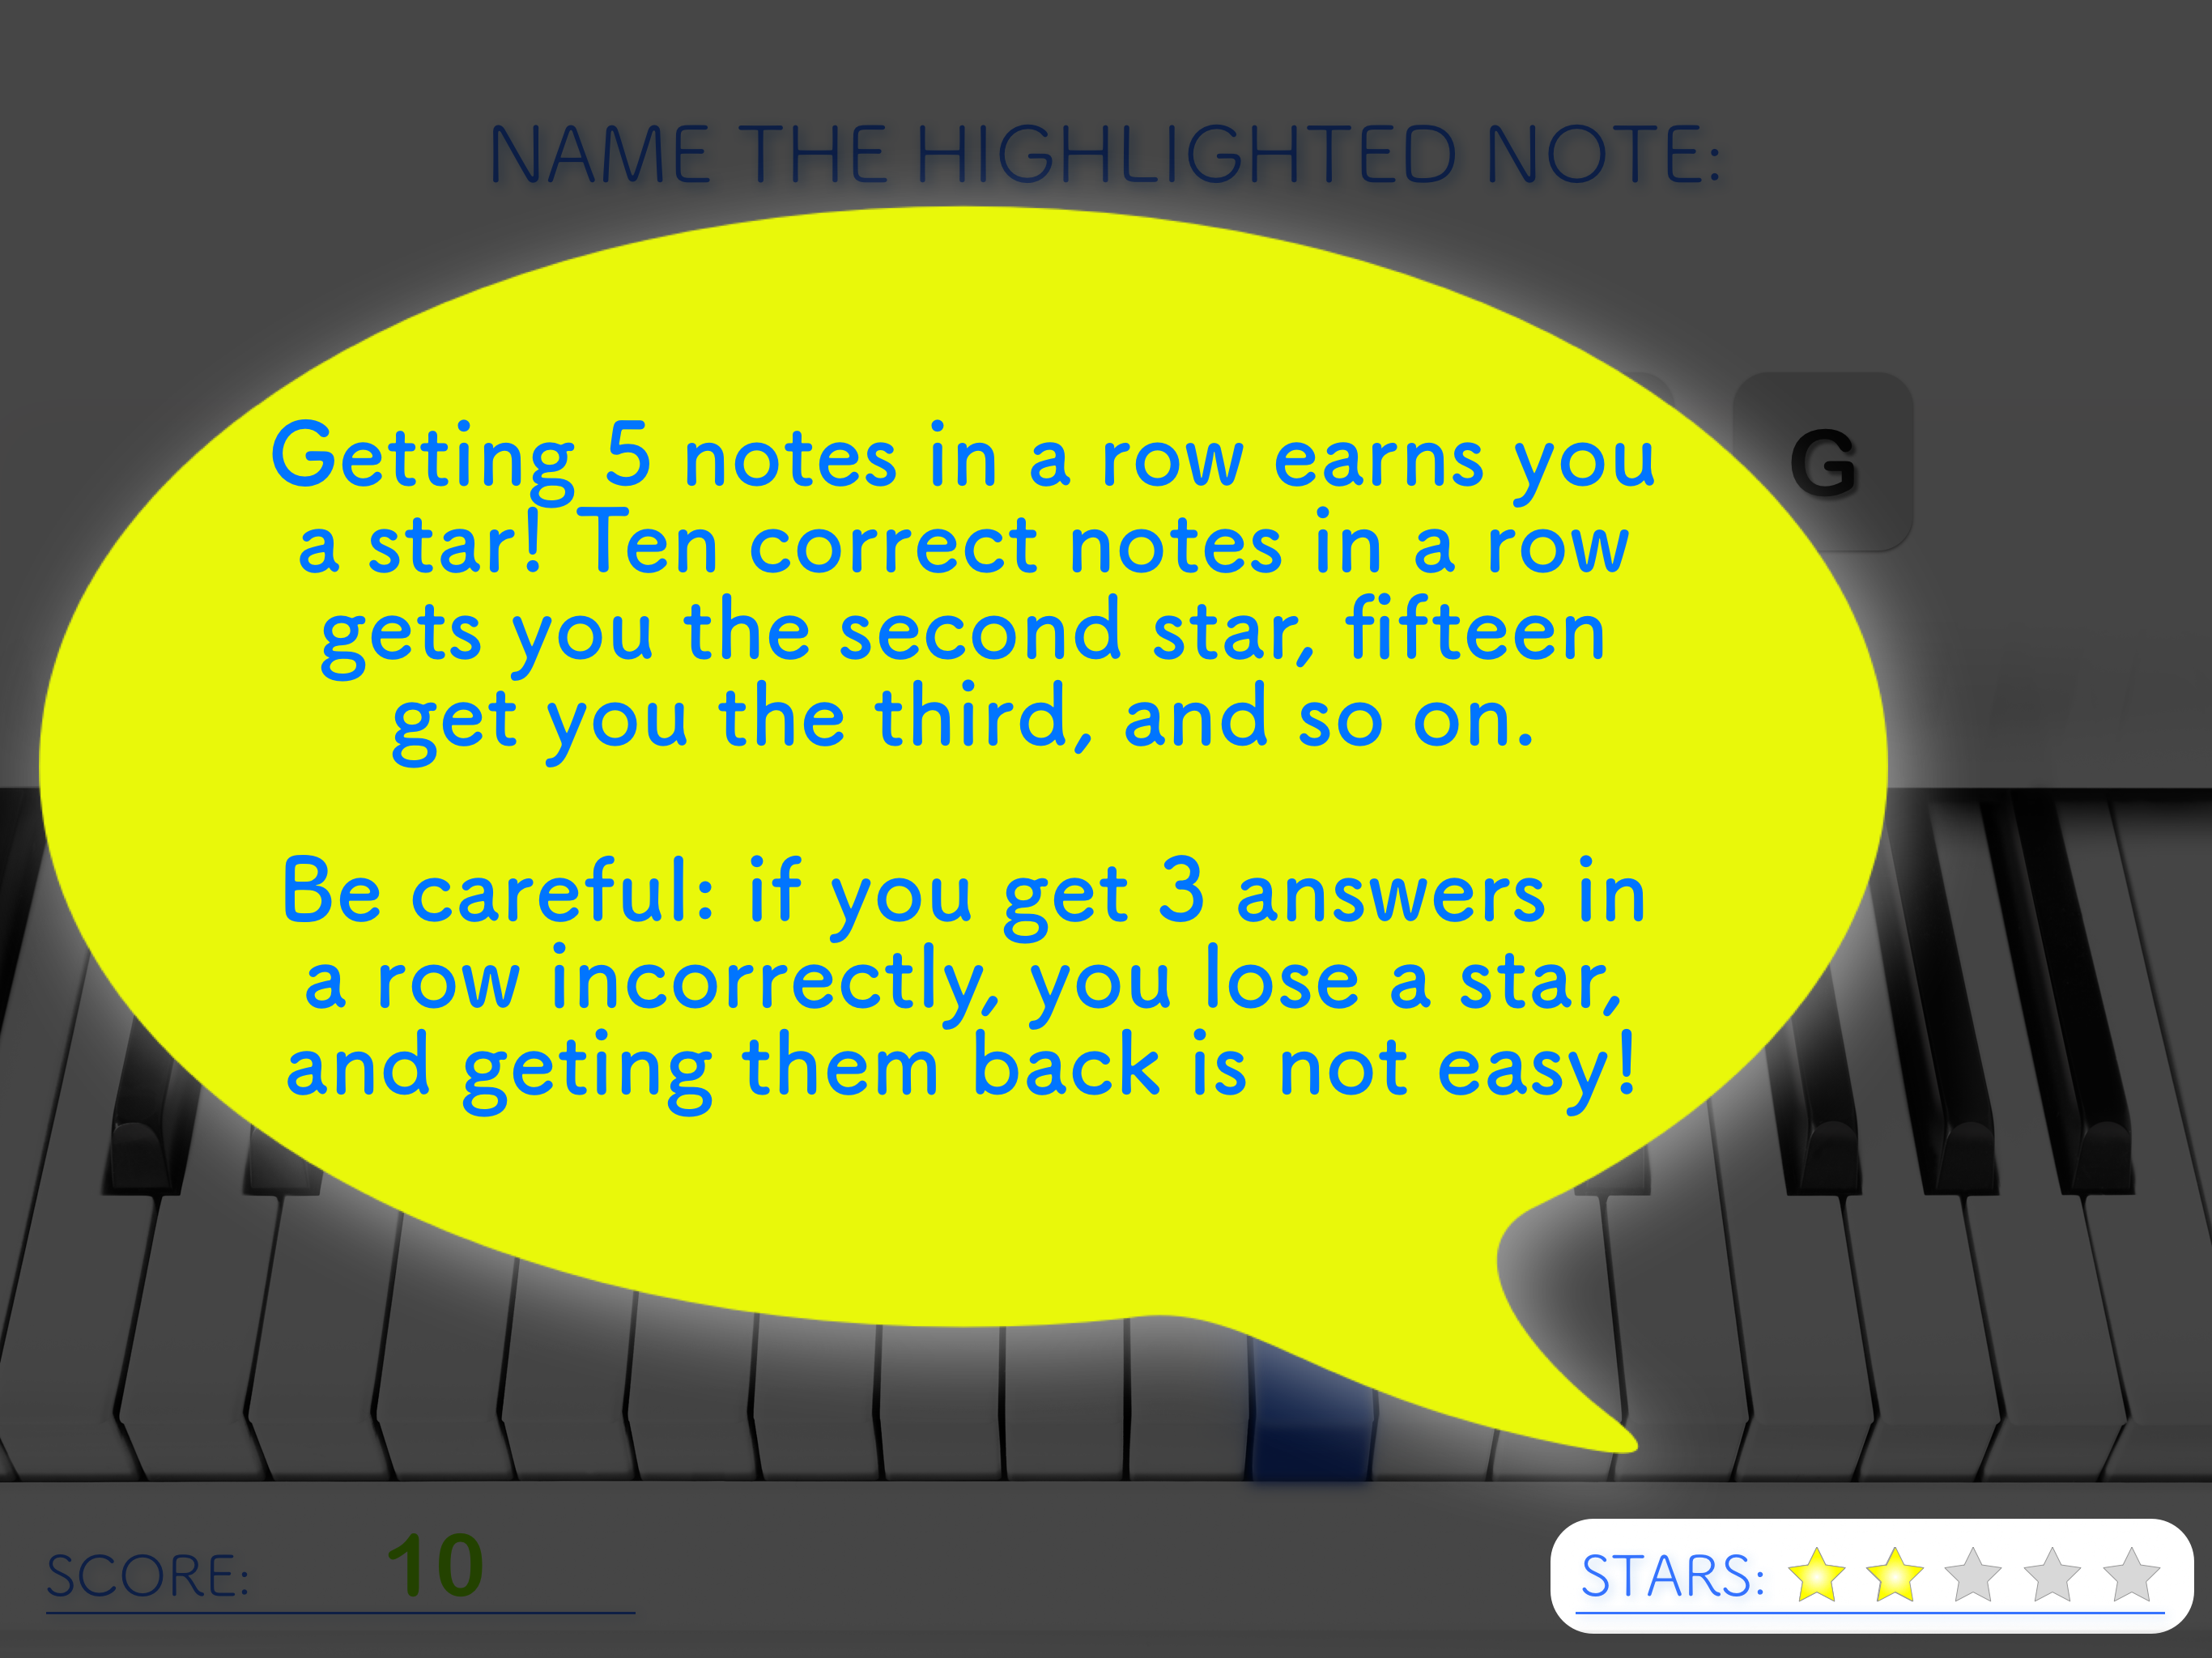 NAME THE HIGHLIGHTED NOTE:
Getting 5 notes in a row earns you
a star! Ten correct notes in a row
gets you the second star, fifteen
get you the third, and so on.
Be careful: if you get 3 answers in
a row incorrectly, you lose a star,
and geting them back is not easy!
G
SCORE: 10
STARS: